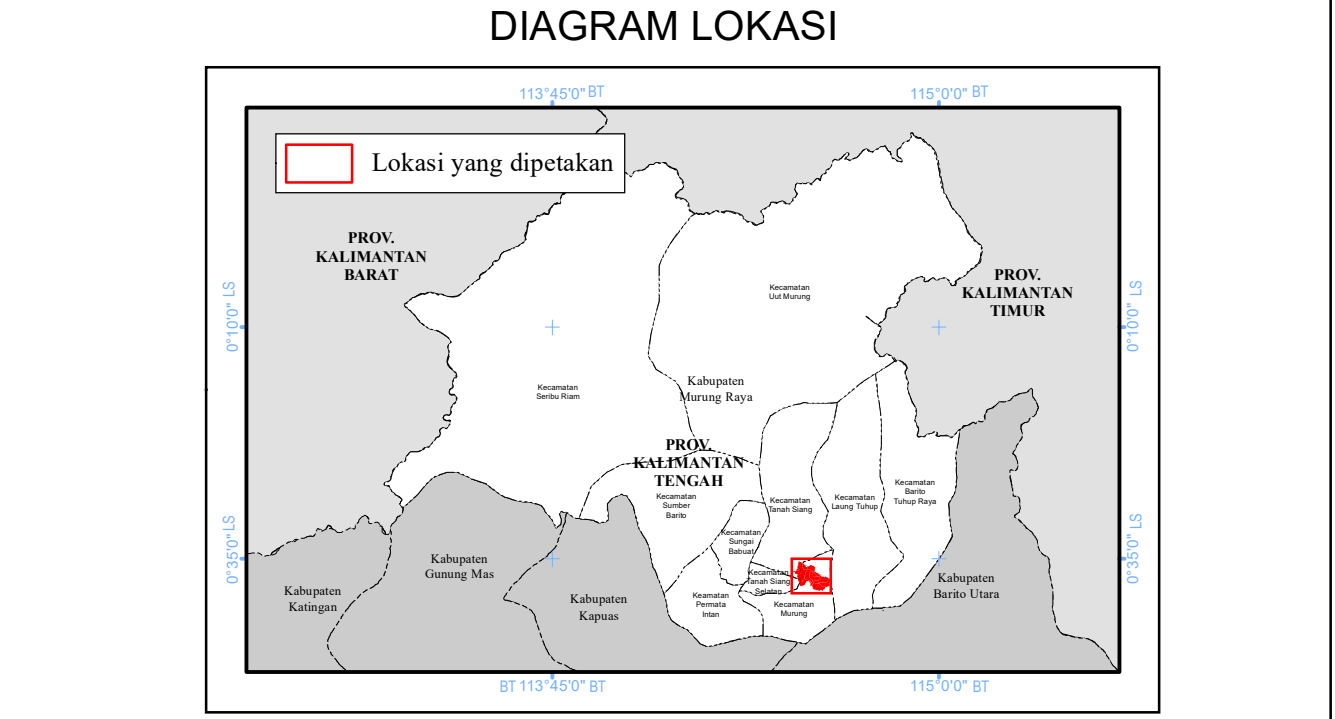 DIAGRAM LOKASI
113°45'0" BT
115°0'0" BT
Lokasi yang dipetakan
PROV.
KALIMANTAN
BARAT
PROV.
KALIMANTAN
TIMUR
0°10'0" LS
0°10'0" LS
Kecamatan
Uut Murung
Kecamatan
Seribu Riam
Kabupaten
Murung Raya
PROV.
KALIMANTAN
TENGAH
Kecamatan
Sumber
Barito
Kecamatan
Tanah Siang
Kecamatan
Laung Tuhup
Kecamatan
Barito
Tuhup Raya
Kecamatan
Sungai
Babuat
0°35'0" LS
0°35'0" LS
Kabupaten
Gunung Mas
Kabupaten
Katingan
Kabupaten
Kapuas
Kecamatan
Tanah Siang
Selatan
Keamatan
Permata
Intan
Kecamatan
Murung
Kabupaten
Barito Utara
BT 113°45'0" BT
115°0'0" BT